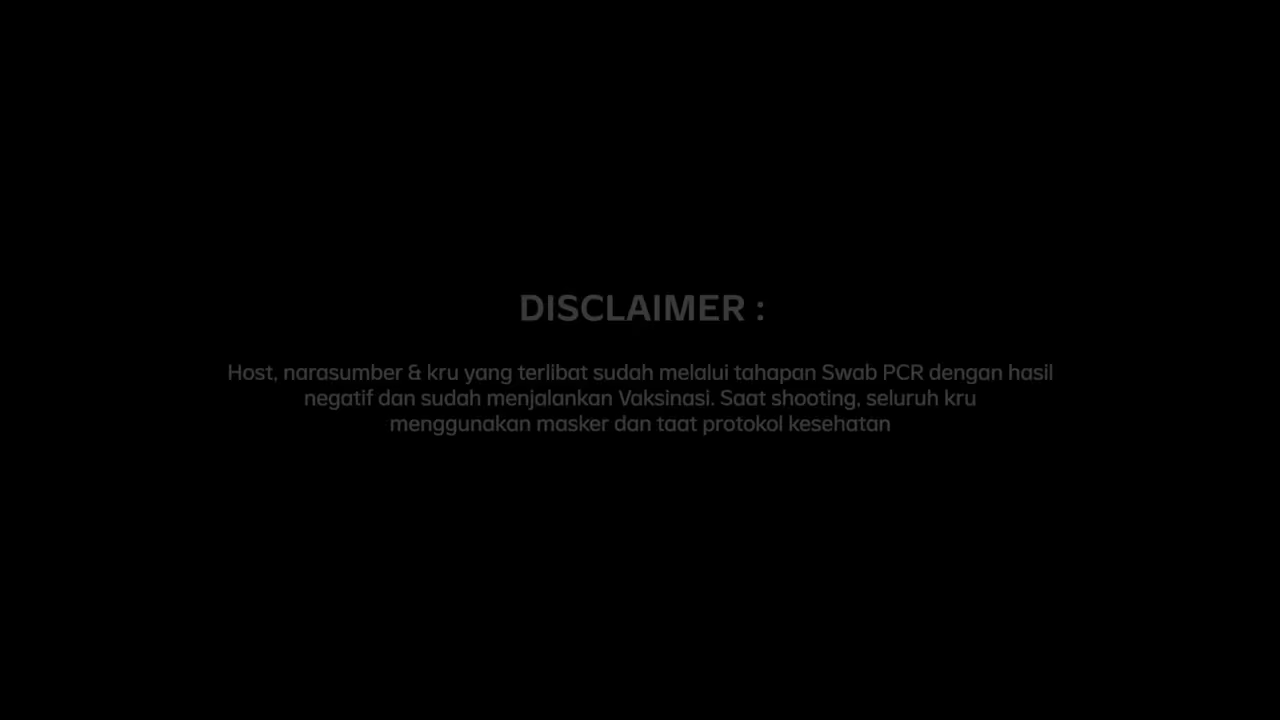 DISCLAIMER :
Host, narasumber & kru yang terlibat sudah melalui tahapan Swab PCR dengan hasil
negatif dan sudah menjalankan Vaksinasi. Saat shooting, seluruh kru
menggunakan masker dan taat protokol kesehatan